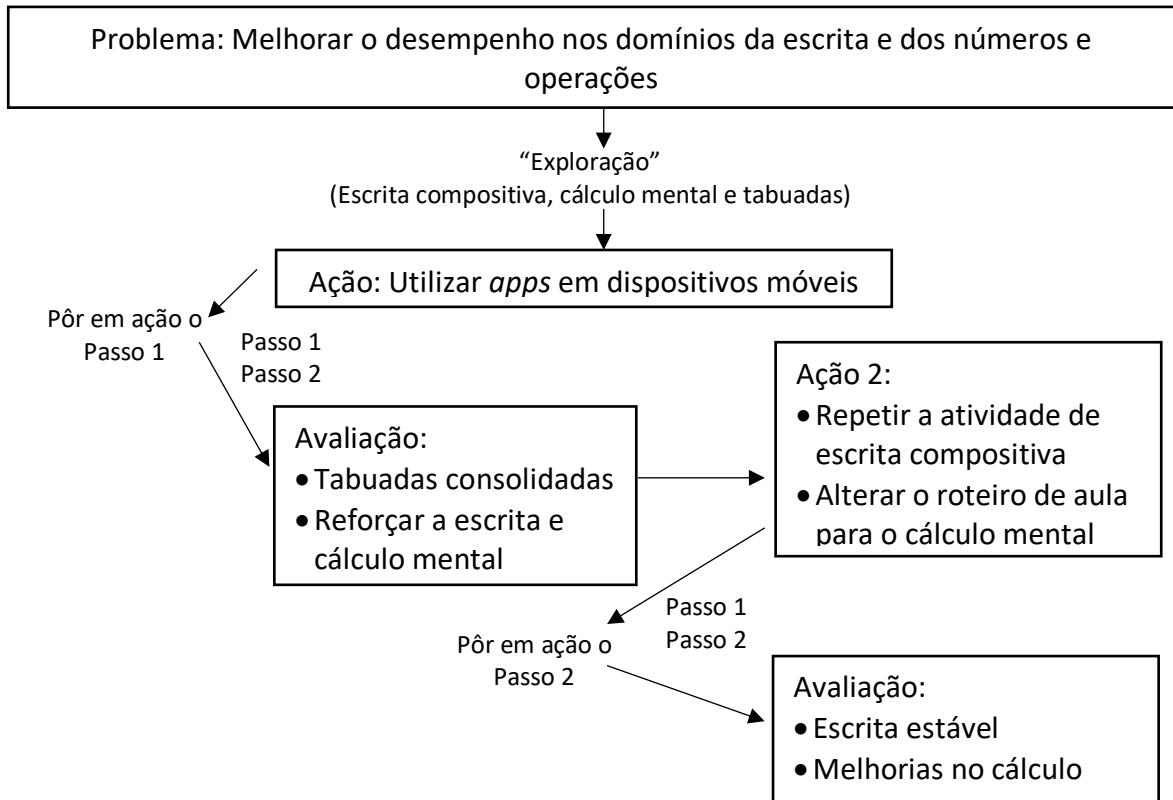 Problema: Melhorar o desempenho nos domínios da escrita e dos números e
operações
“Exploração”
(Escrita compositiva, cálculo mental e tabuadas)
Ação: Utilizar apps em dispositivos móveis
Pôr em ação o
Passo 1
Passo 1
Passo 2
Avaliação:
• Tabuadas consolidadas
• Reforçar a escrita e
cálculo mental
Ação 2:
• Repetir a atividade de
escrita compositiva
• Alterar o roteiro de aula
para o cálculo mental
Passo 1
Passo 2
Pôr em ação o
Passo 2
Avaliação:
• Escrita estável
• Melhorias no cálculo